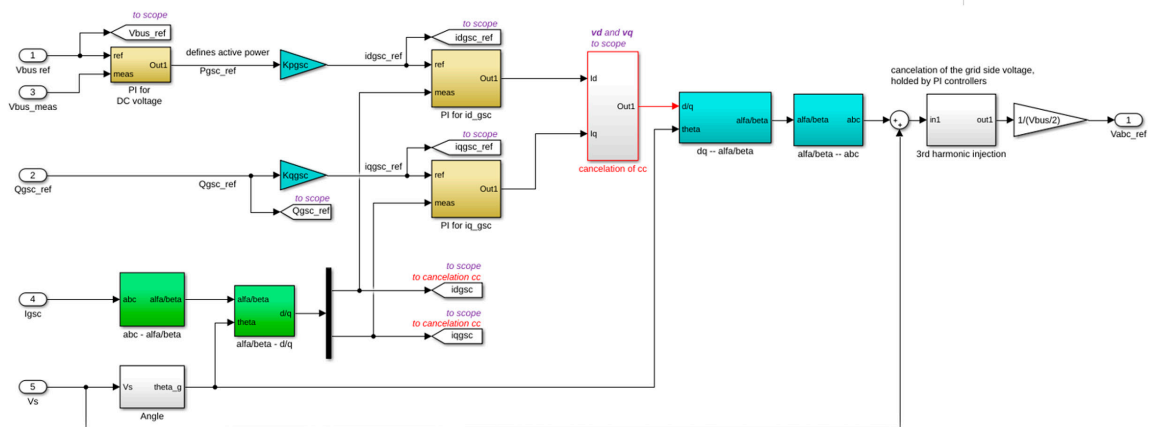 to scope
Vbus_ref
1
Vbus ref
ref
meas
Out1
3
Vbus_meas
PI for
DC voltage
defines active power
Pgsc_ref
Kpgsc
idgsc_ref
to scope
idgsc_ref
ref
meas
Out1
PI for id_gsc
vd and vq
to scope
Id
Iq
Out1
cancelation of cc
d/q
theta
alfa/beta
dq -- alfa/beta
alfa/beta
abc
alfa/beta -- abc
cancelation of the grid side voltage,
holded by PI controllers
+
+
in1
out1
3rd harmonic injection
1/(Vbus/2)
1
Vabc_ref
2
Qgsc_ref
Qgsc_ref
Kqgsc
to scope
Qgsc_ref
iqgsc_ref
to scope
iqgsc_ref
ref
meas
Out1
PI for iq_gsc
4
Igsc
abc
alfa/beta
abc - alfa/beta
alfa/beta
theta
d/q
alfa/beta - d/q
to scope
to cancelation cc
idgsc
to scope
to cancelation cc
iqgsc
5
Vs
Vs
theta_g
Angle